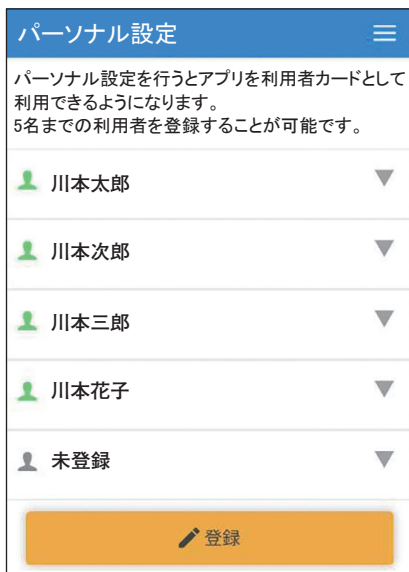 パーソナル設定
パーソナル設定を行うとアプリを利用者カードとして
利用できるようになります。
5名までの利用者を登録することが可能です。
川本太郎
川本次郎
川本三郎
川本花子
未登録
登録